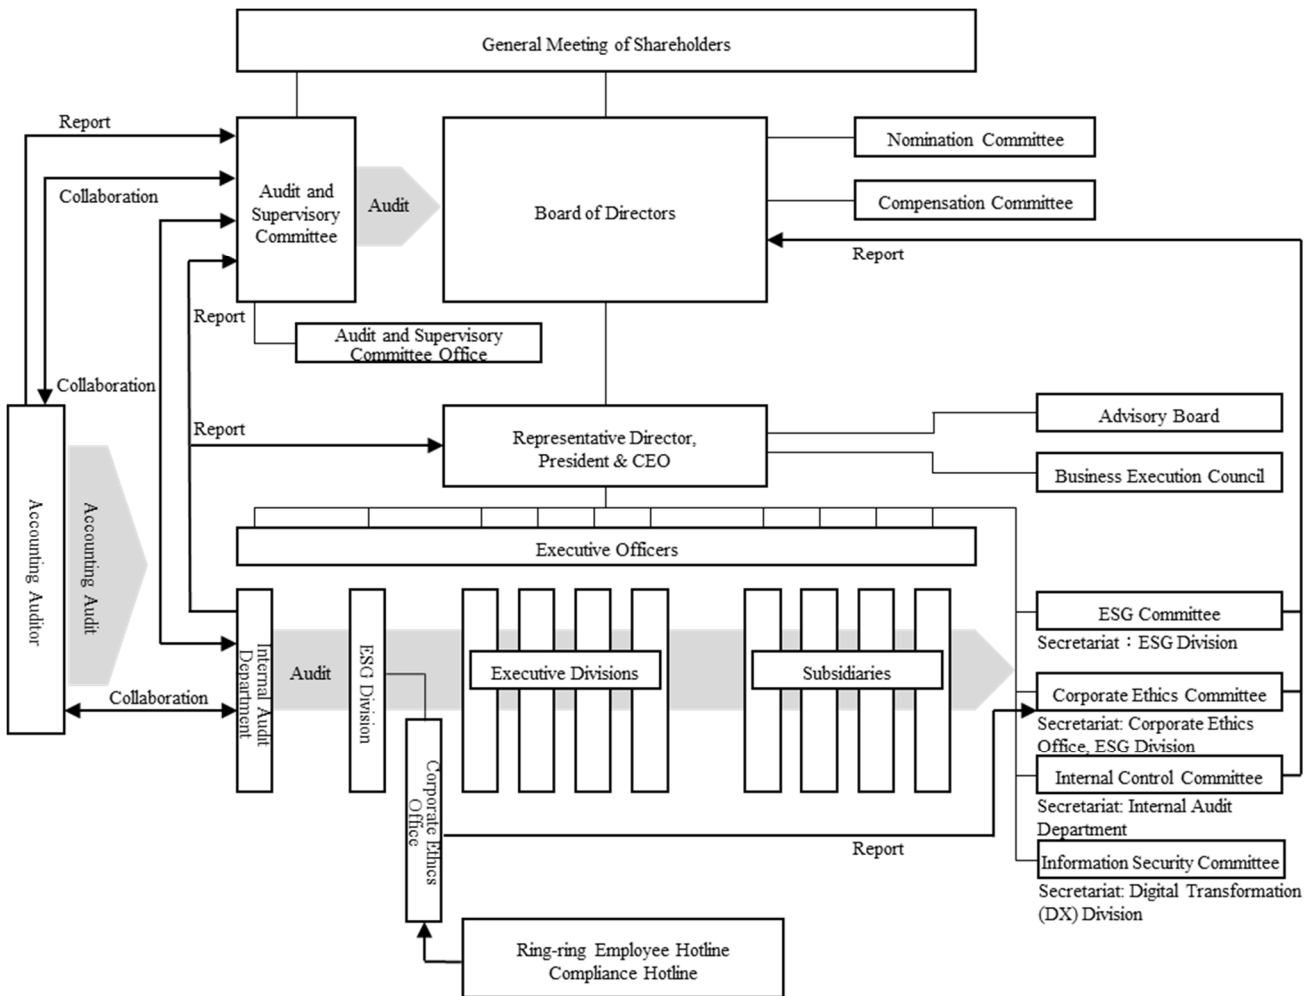 General Meeting of Shareholders
Report
Collaboration
Audit and
Supervisory
Committee
Audit
Board of Directors
Nomination Committee
Compensation Committee
Report
Report
Audit and Supervisory
Committee Office
Collaboration
Report
Representative Director,
President & CEO
Advisory Board
Business Execution Council
Accounting Auditor
Accounting Audit
Executive Officers
Internal Audit
Department
Audit
ESG Division
Executive Divisions
Subsidiaries
Collaboration
Corporate Ethics
Office
ESG Committee
Secretariat：ESG Division
Corporate Ethics Committee
Secretariat: Corporate Ethics
Office, ESG Division
Internal Control Committee
Secretariat: Internal Audit
Department
Report
Information Security Committee
Secretariat: Digital Transformation
(DX) Division
Ring-ring Employee Hotline
Compliance Hotline